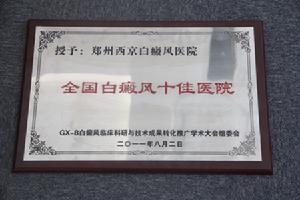 授予：郑州西京白癜风医院
全国白癜风十佳医院
GX-8白癜风临床科研与技术成果转化推广学术大会组委会
二〇一一年八月二日